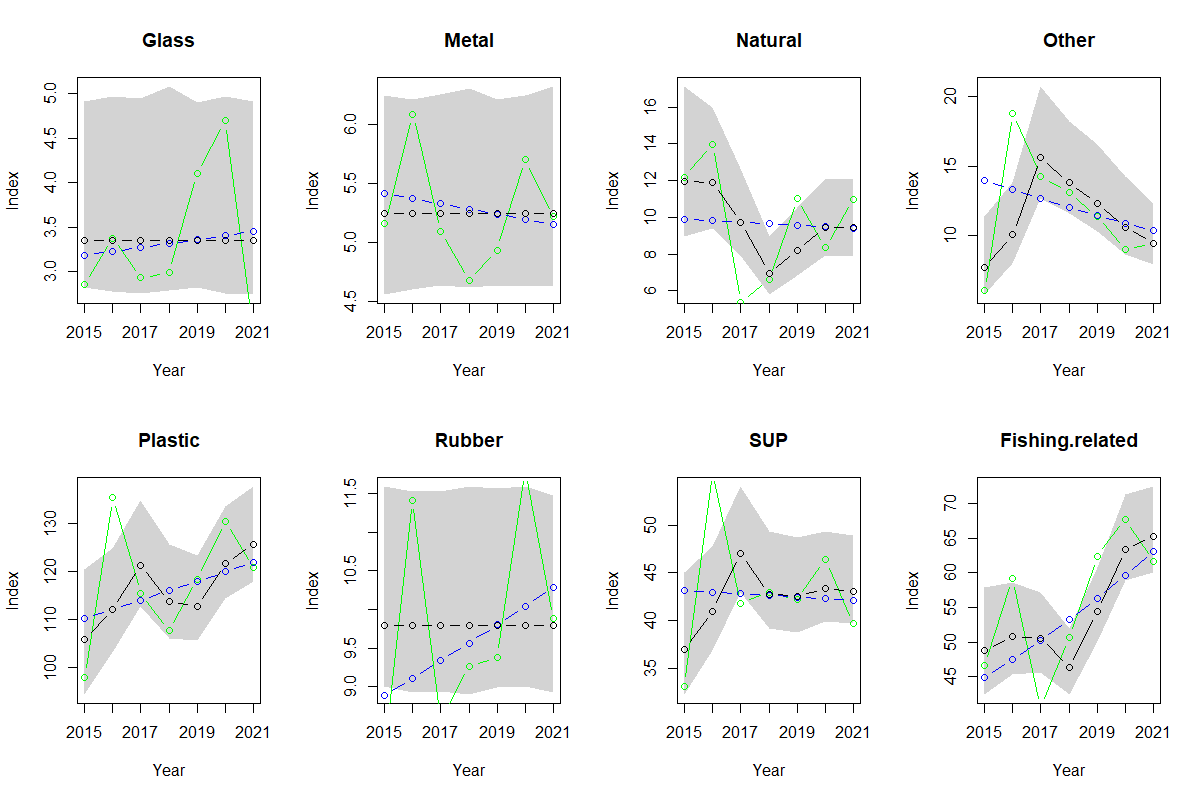 Glass
5.0
4.5
4.0
3.5
3.0
Index
2015 2017 2019 2021
Year
Metal
6.0
5.5
5.0
4.5
Index
2015 2017 2019 2021
Year
Natural
16
14
12
10
8
6
Index
2015 2017 2019 2021
Year
Other
20
15
10
Index
2015 2017 2019 2021
Year
Plastic
130
120
110
100
Index
2015 2017 2019 2021
Year
Rubber
11.5
10.5
9.5
9.0
Index
2015 2017 2019 2021
Year
SUP
50
45
40
35
Index
2015 2017 2019 2021
Year
Fishing.related
70
65
60
55
50
45
Index
2015 2017 2019 2021
Year